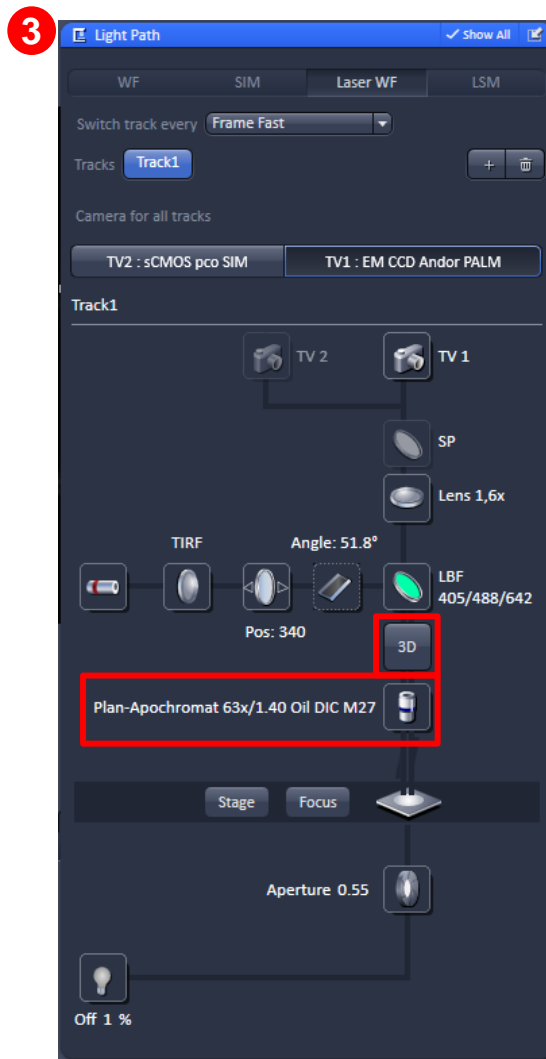 3
Light Path
Show All
WF SIM Laser WF LSM
Switch track every Frame Fast
Tracks Track1 +
Camera for all tracks
TV2 : sCMOS pco SIM TV1 : EM CCD Andor PALM
Track1
TV 2 TV 1
SP
Lens 1,6x
TIRF Angle: 51.8°
LBF
405/488/642
Pos: 340
3D
Plan-Apochromat 63x/1.40 Oil DIC M27
Stage Focus
Aperture 0.55
Off 1 %